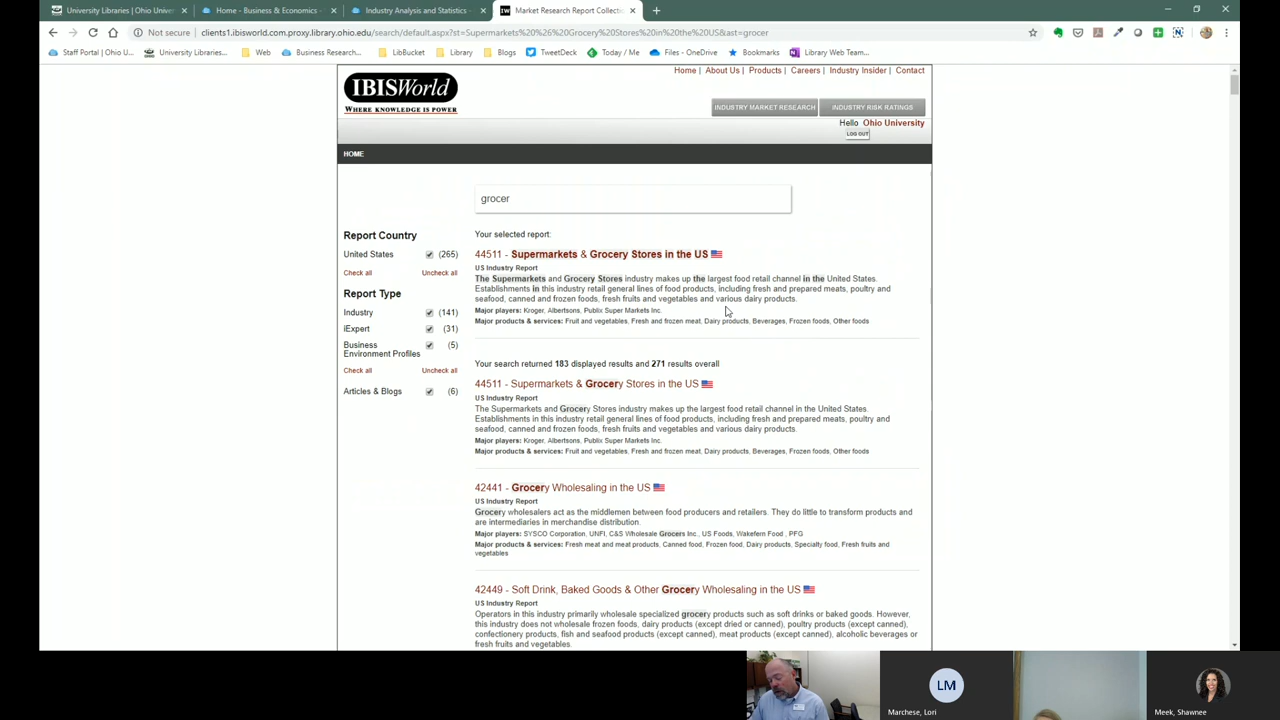 University Libraries | Ohio Univer
Home - Business & Economics -
Industry Analysis and Statistics -
Market Research Report Collecti
Not secure | clients1.ibisworld.com.proxy.library.ohio.edu/search/default.aspx?st=Supermarkets%20%26%20Grocery%20Stores%20in%20the%20US&ast=grocer
Staff Portal | Ohio U...
University Libraries...
Web
Business Research...
LibBucket
Library
Blogs
TweetDeck
Today / Me
Files - OneDrive
Bookmarks
Library Web Team...
Home | About Us | Products | Careers | Industry Insider | Contact
IBISWorld
WHERE KNOWLEDGE IS POWER
INDUSTRY MARKET RESEARCH
INDUSTRY RISK RATINGS
Hello Ohio University
LOG OUT
HOME
grocer
Report Country
United States (265)
Check all Uncheck all
Report Type
Industry (141)
iExpert (31)
Business
Environment Profiles (5)
Check all Uncheck all
Articles & Blogs (6)
Your selected report:
44511 - Supermarkets & Grocery Stores in the US
US Industry Report
The Supermarkets and Grocery Stores industry makes up the largest food retail channel in the United States.
Establishments in this industry retail general lines of food products, including fresh and prepared meats, poultry and
seafood, canned and frozen foods, fresh fruits and vegetables and various dairy products.
Major players: Kroger, Albertsons, Publix Super Markets Inc.
Major products & services: Fruit and vegetables, Fresh and frozen meat, Dairy products, Beverages, Frozen foods, Other foods
Your search returned 183 displayed results and 271 results overall
44511 - Supermarkets & Grocery Stores in the US
US Industry Report
The Supermarkets and Grocery Stores industry makes up the largest food retail channel in the United States.
Establishments in this industry retail general lines of food products, including fresh and prepared meats, poultry and
seafood, canned and frozen foods, fresh fruits and vegetables and various dairy products.
Major players: Kroger, Albertsons, Publix Super Markets Inc.
Major products & services: Fruit and vegetables, Fresh and frozen meat, Dairy products, Beverages, Frozen foods, Other foods
42441 - Grocery Wholesaling in the US
US Industry Report
Grocery wholesalers act as the middlemen between food producers and retailers. They do little to transform products and
are intermediaries in merchandise distribution.
Major players: SYSCO Corporation, UNFI, C&S Wholesale Grocers Inc., US Foods, Wakefern Food , PFG
Major products & services: Fresh meat and meat products, Canned food, Frozen food, Dairy products, Specialty food, Fresh fruits and
vegetables
42449 - Soft Drink, Baked Goods & Other Grocery Wholesaling in the US
US Industry Report
Operators in this industry primarily wholesale specialized grocery products such as soft drinks or baked goods. However,
this industry does not wholesale frozen foods, dairy products (except dried or canned), poultry products (except canned),
confectionery products, fish and seafood products (except canned), meat products (except canned), alcoholic beverages or
fresh fruits and vegetables.
LM
Marchese, Lori
Meek, Shawnee